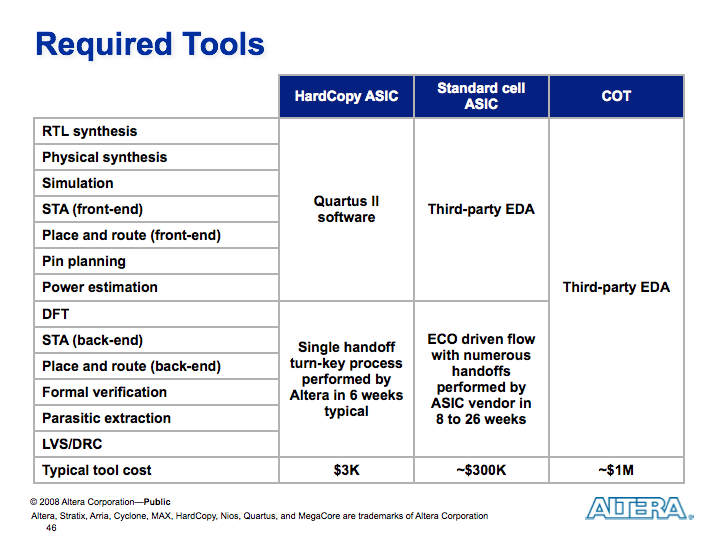 Required Tools
HardCopy ASIC
Standard cell
ASIC
COT
RTL synthesis
Physical synthesis
Simulation
STA (front-end)
Place and route (front-end)
Pin planning
Power estimation
Quartus II
software
Third-party EDA
Third-party EDA
DFT
STA (back-end)
Place and route (back-end)
Formal verification
Parasitic extraction
LVS/DRC
Single handoff
turn-key process
performed by
Altera in 6 weeks
typical
ECO driven flow
with numerous
handoffs
performed by
ASIC vendor in
8 to 26 weeks
Typical tool cost
$3K
~$300K
~$1M
© 2008 Altera Corporation—Public
Altera, Stratix, Arria, Cyclone, MAX, HardCopy, Nios, Quartus, and MegaCore are trademarks of Altera Corporation
46
ALTERA®